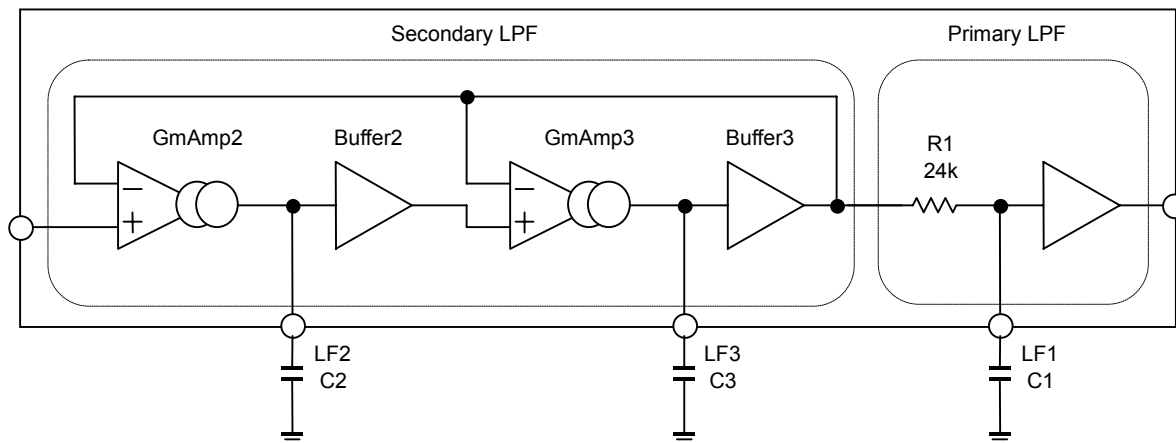 Secondary LPF
Primary LPF
GmAmp2
Buffer2
GmAmp3
Buffer3
R1
24k
−
+
−
+
LF2
C2
LF3
C3
LF1
C1